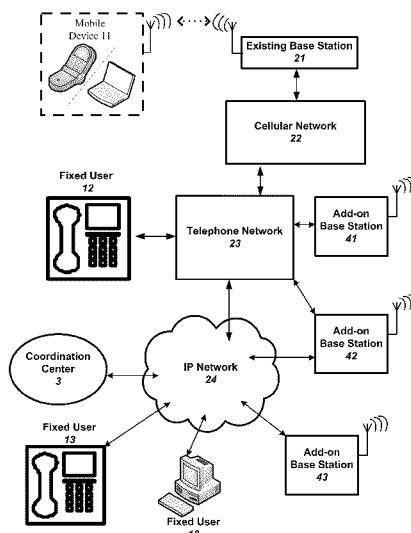 Mobile
Device 11
Existing Base Station
21
Cellular Network
22
Fixed User
12
Telephone Network
23
Add-on
Base Station
41
Add-on
Base Station
42
Coordination
Center
3
IP Network
24
Fixed User
13
Add-on
Base Station
43
Fixed User